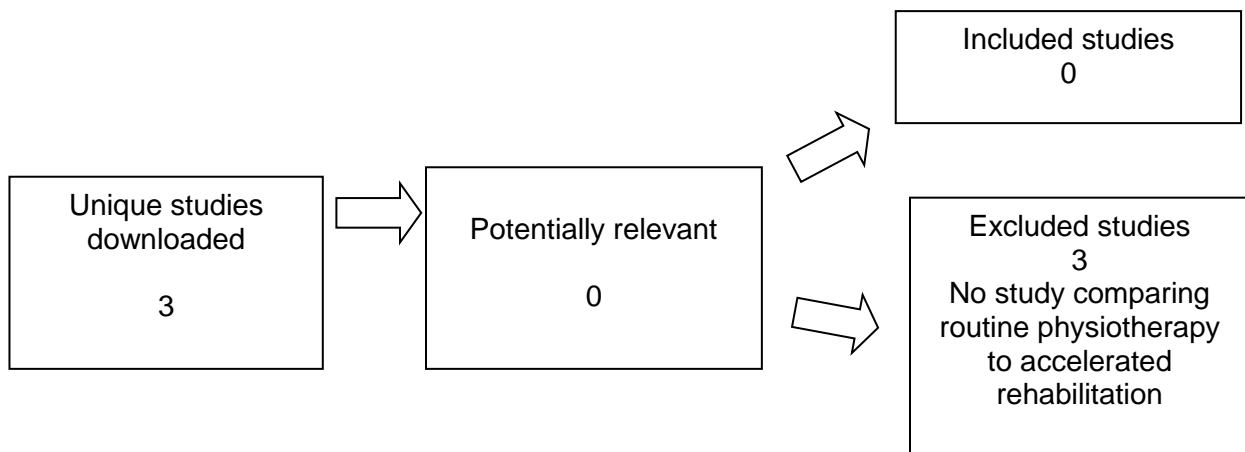 Unique studies
downloaded
3
Potentially relevant
0
Included studies
0
Excluded studies
3
No study comparing
routine physiotherapy
to accelerated
rehabilitation